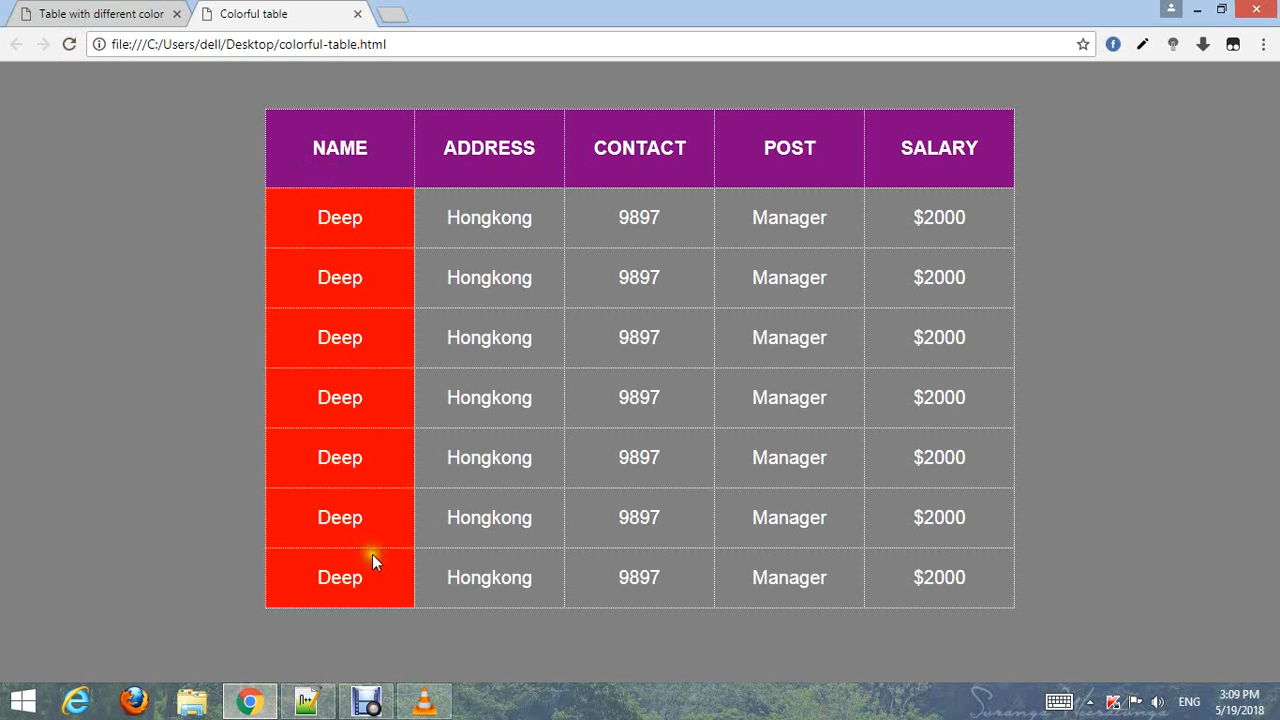 Table with different color
Colorful table
file:///C:/Users/dell/Desktop/colorful-table.html
NAME ADDRESS CONTACT POST SALARY
Deep Hongkong 9897 Manager $2000
Deep Hongkong 9897 Manager $2000
Deep Hongkong 9897 Manager $2000
Deep Hongkong 9897 Manager $2000
Deep Hongkong 9897 Manager $2000
Deep Hongkong 9897 Manager $2000
Deep Hongkong 9897 Manager $2000
ENG
3:09 PM
5/19/2018